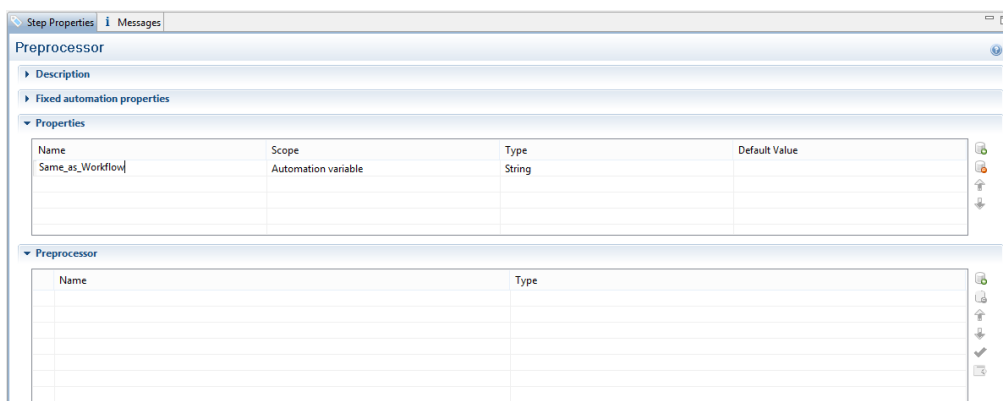 Step Properties i Messages
Preprocessor
Description
Fixed automation properties
Properties
Name Scope Type Default Value
Same_as_Workflow Automation variable String
Preprocessor
Name Type